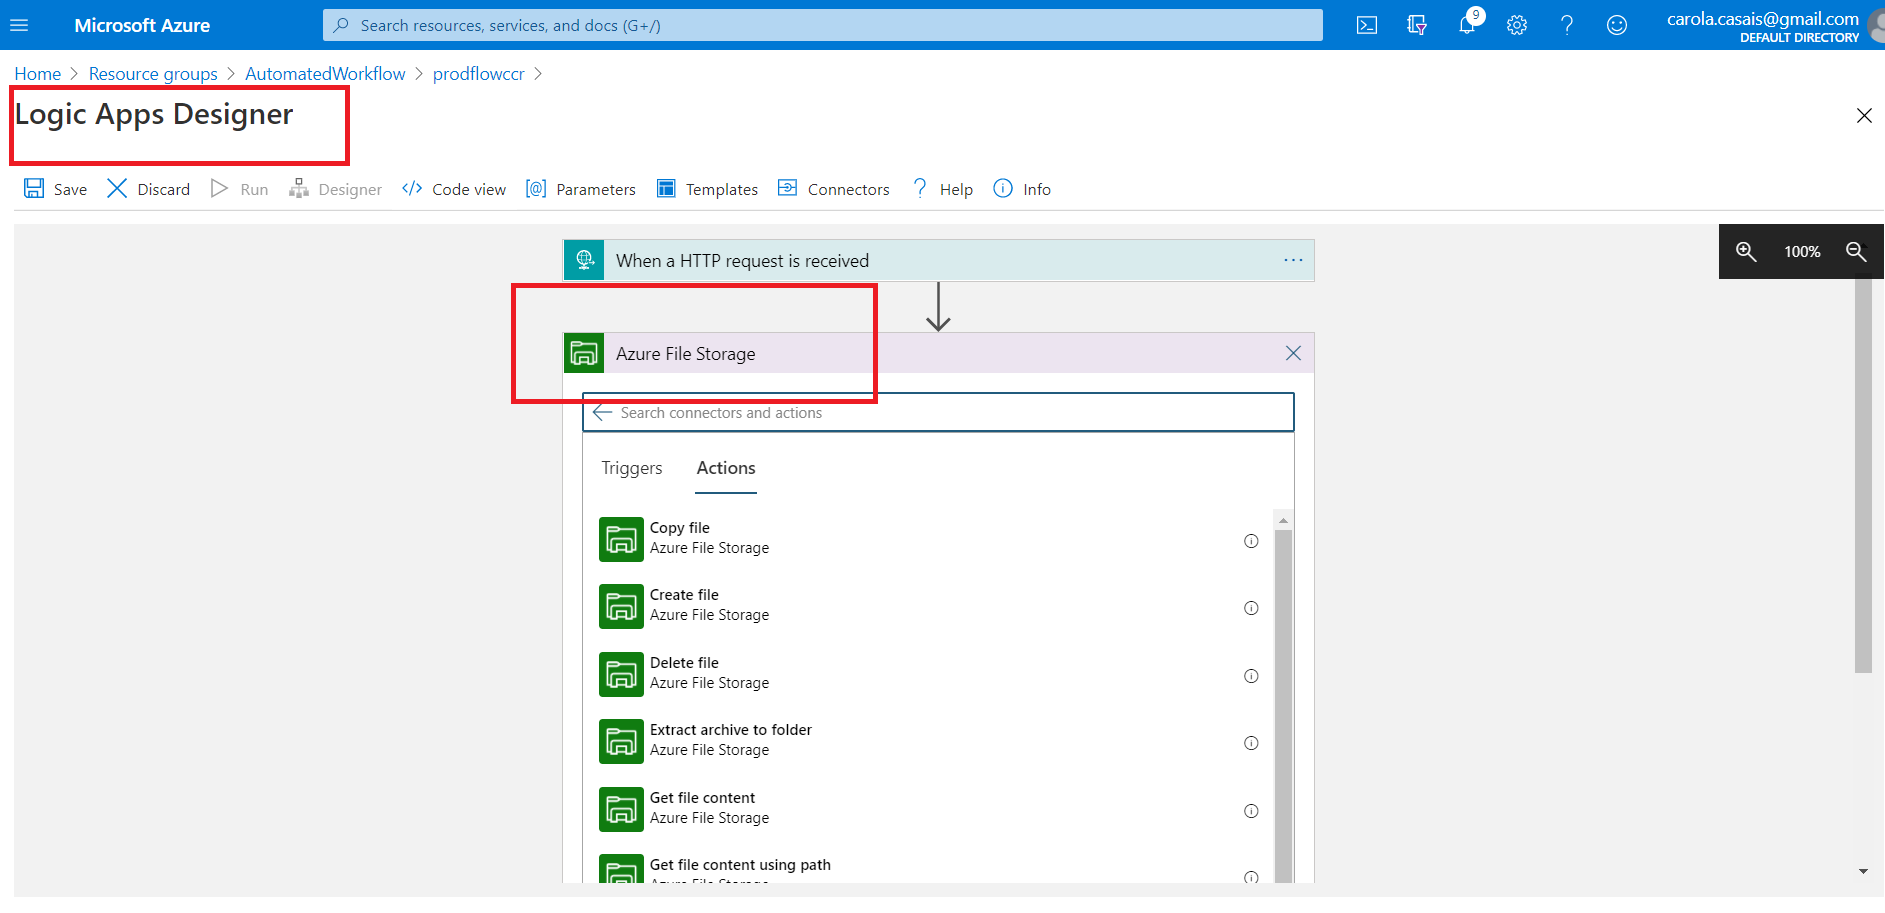 Microsoft Azure
Search resources, services, and docs (G+/)
9
carola.casais@gmail.com
DEFAULT DIRECTORY
Home > Resource groups > AutomatedWorkflow > prodflowccr >
Logic Apps Designer
Save Discard Run Designer </> Code view [@] Parameters Templates Connectors ? Help Info
When a HTTP request is received ...
100%
Azure File Storage
Search connectors and actions
Triggers Actions
Copy file
Azure File Storage
Create file
Azure File Storage
Delete file
Azure File Storage
Extract archive to folder
Azure File Storage
Get file content
Azure File Storage
Get file content using path